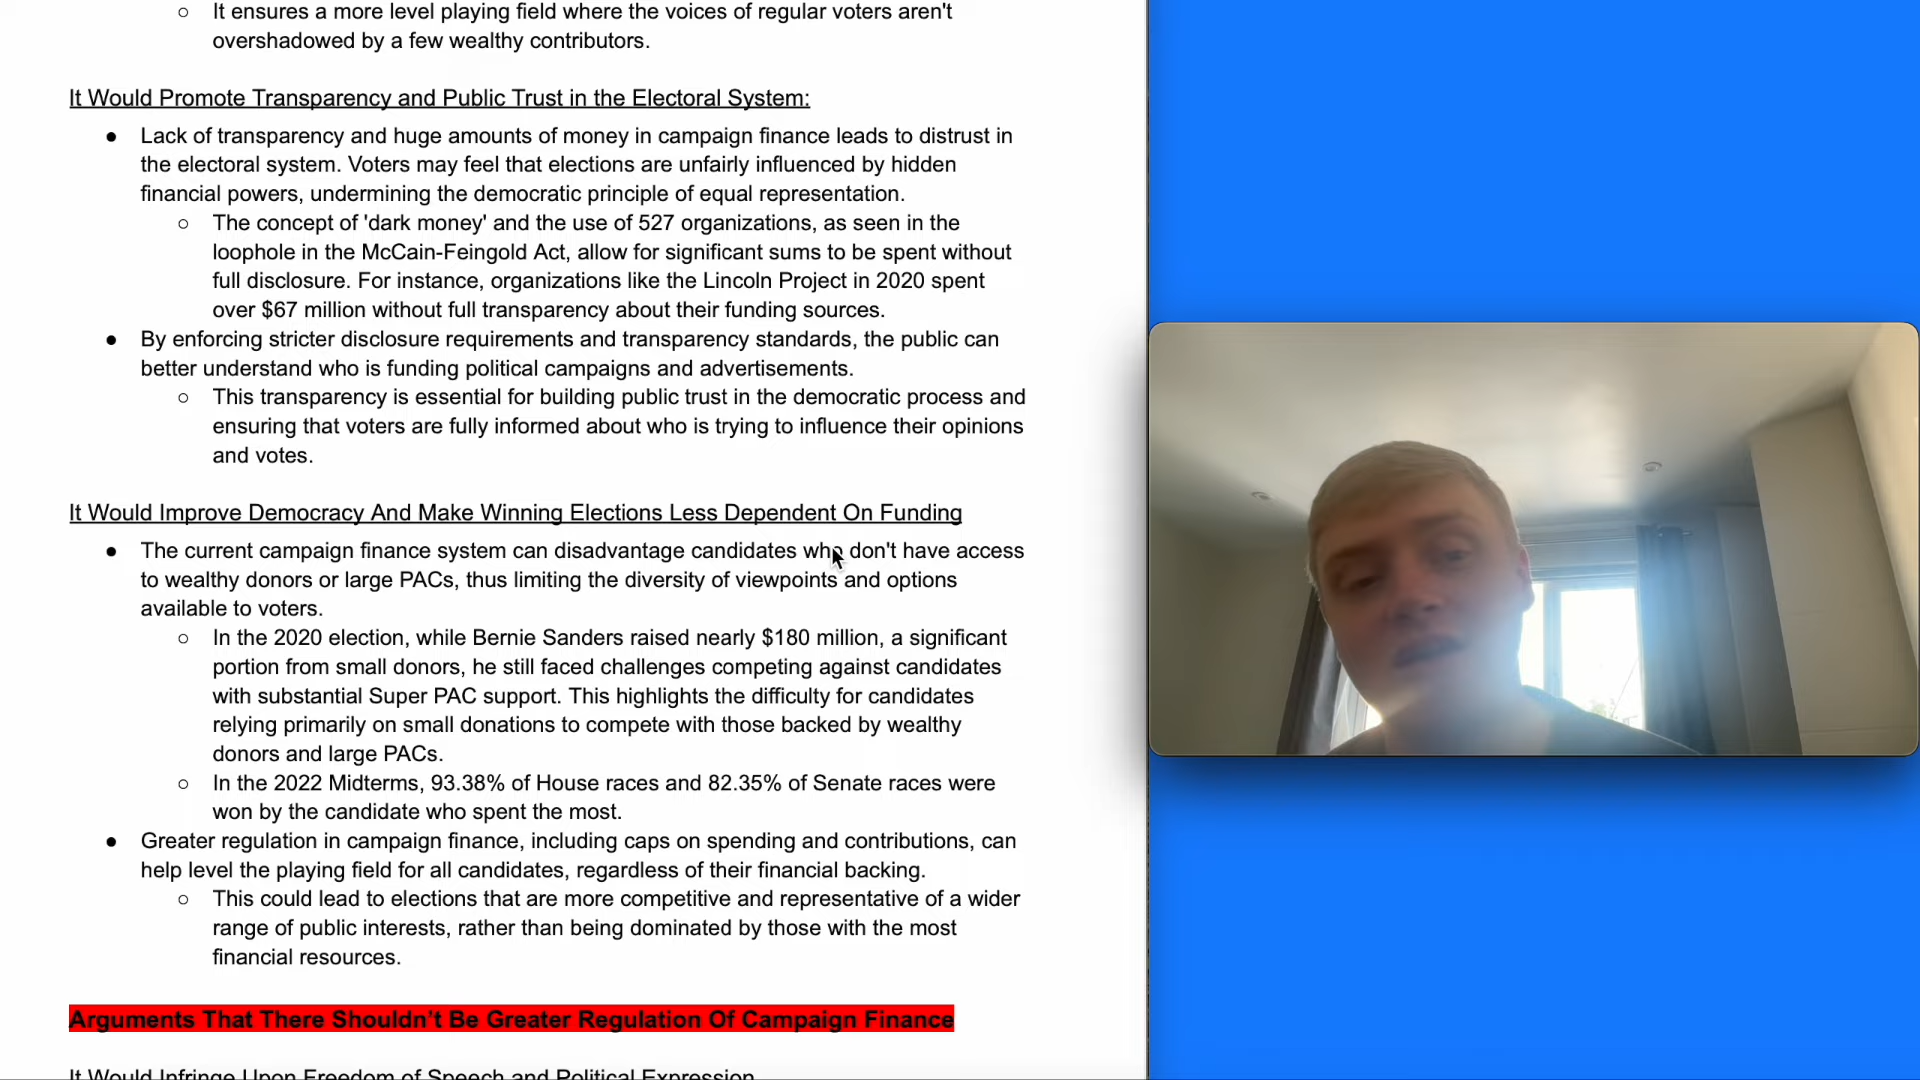 ○ It ensures a more level playing field where the voices of regular voters aren't
overshadowed by a few wealthy contributors.
It Would Promote Transparency and Public Trust in the Electoral System:
● Lack of transparency and huge amounts of money in campaign finance leads to distrust in
the electoral system. Voters may feel that elections are unfairly influenced by hidden
financial powers, undermining the democratic principle of equal representation.
○ The concept of 'dark money' and the use of 527 organizations, as seen in the
loophole in the McCain-Feingold Act, allow for significant sums to be spent without
full disclosure. For instance, organizations like the Lincoln Project in 2020 spent
over $67 million without full transparency about their funding sources.
● By enforcing stricter disclosure requirements and transparency standards, the public can
better understand who is funding political campaigns and advertisements.
○ This transparency is essential for building public trust in the democratic process and
ensuring that voters are fully informed about who is trying to influence their opinions
and votes.
It Would Improve Democracy And Make Winning Elections Less Dependent On Funding
● The current campaign finance system can disadvantage candidates who don't have access
to wealthy donors or large PACs, thus limiting the diversity of viewpoints and options
available to voters.
○ In the 2020 election, while Bernie Sanders raised nearly $180 million, a significant
portion from small donors, he still faced challenges competing against candidates
with substantial Super PAC support. This highlights the difficulty for candidates
relying primarily on small donations to compete with those backed by wealthy
donors and large PACs.
○ In the 2022 Midterms, 93.38% of House races and 82.35% of Senate races were
won by the candidate who spent the most.
● Greater regulation in campaign finance, including caps on spending and contributions, can
help level the playing field for all candidates, regardless of their financial backing.
○ This could lead to elections that are more competitive and representative of a wider
range of public interests, rather than being dominated by those with the most
financial resources.
Arguments That There Shouldn't Be Greater Regulation Of Campaign Finance
It Would Infringe Upon Freedom of Speech and Political Expression